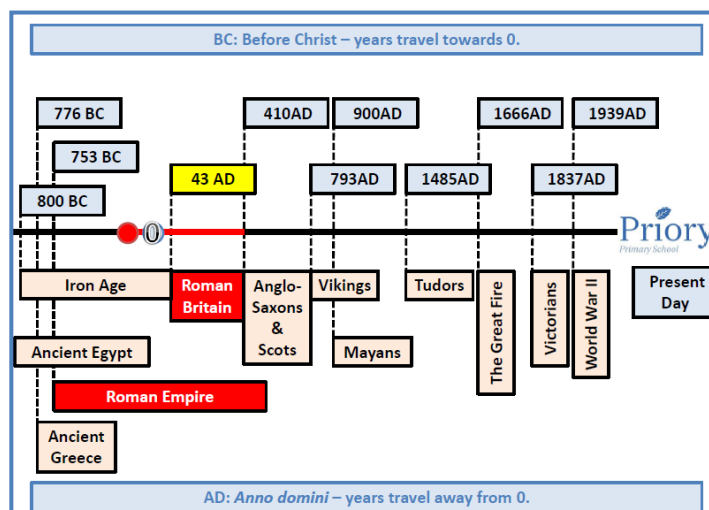 BC: Before Christ – years travel towards 0.
776 BC
410AD
900AD
1666AD
1939AD
753 BC
43 AD
793AD
1485AD
1837AD
800 BC
0
Priory
Primary School
Iron Age
Roman
Britain
Anglo-
Saxons
&
Scots
Vikings
Tudors
The Great Fire
Victorians
World War II
Present
Day
Ancient Egypt
Mayans
Roman Empire
Ancient
Greece
AD: Anno domini – years travel away from 0.